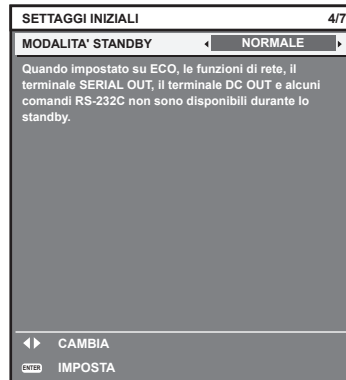 SETTAGGI INIZIALI 4/7
MODALITA' STANDBY NORMALE
Quando impostato su ECO, le funzioni di rete, il
terminale SERIAL OUT, il terminale DC OUT e alcuni
comandi RS-232C non sono disponibili durante lo
standby.
CAMBIA
ENTER IMPOSTA